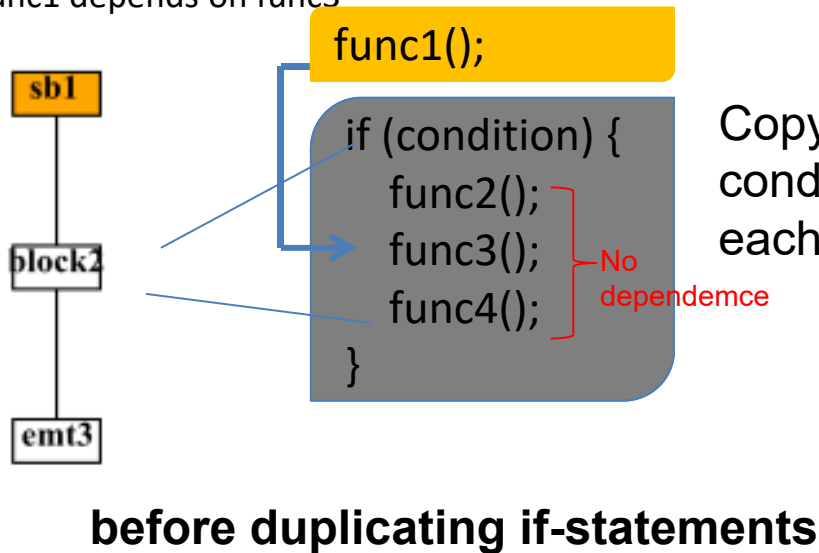 func1 depends on func3
func1();
sb1
if (condition) {
func2();
block2
func3();
func4();
}
No
dependemce
Copy
cond
each
emt3
before duplicating if-statements